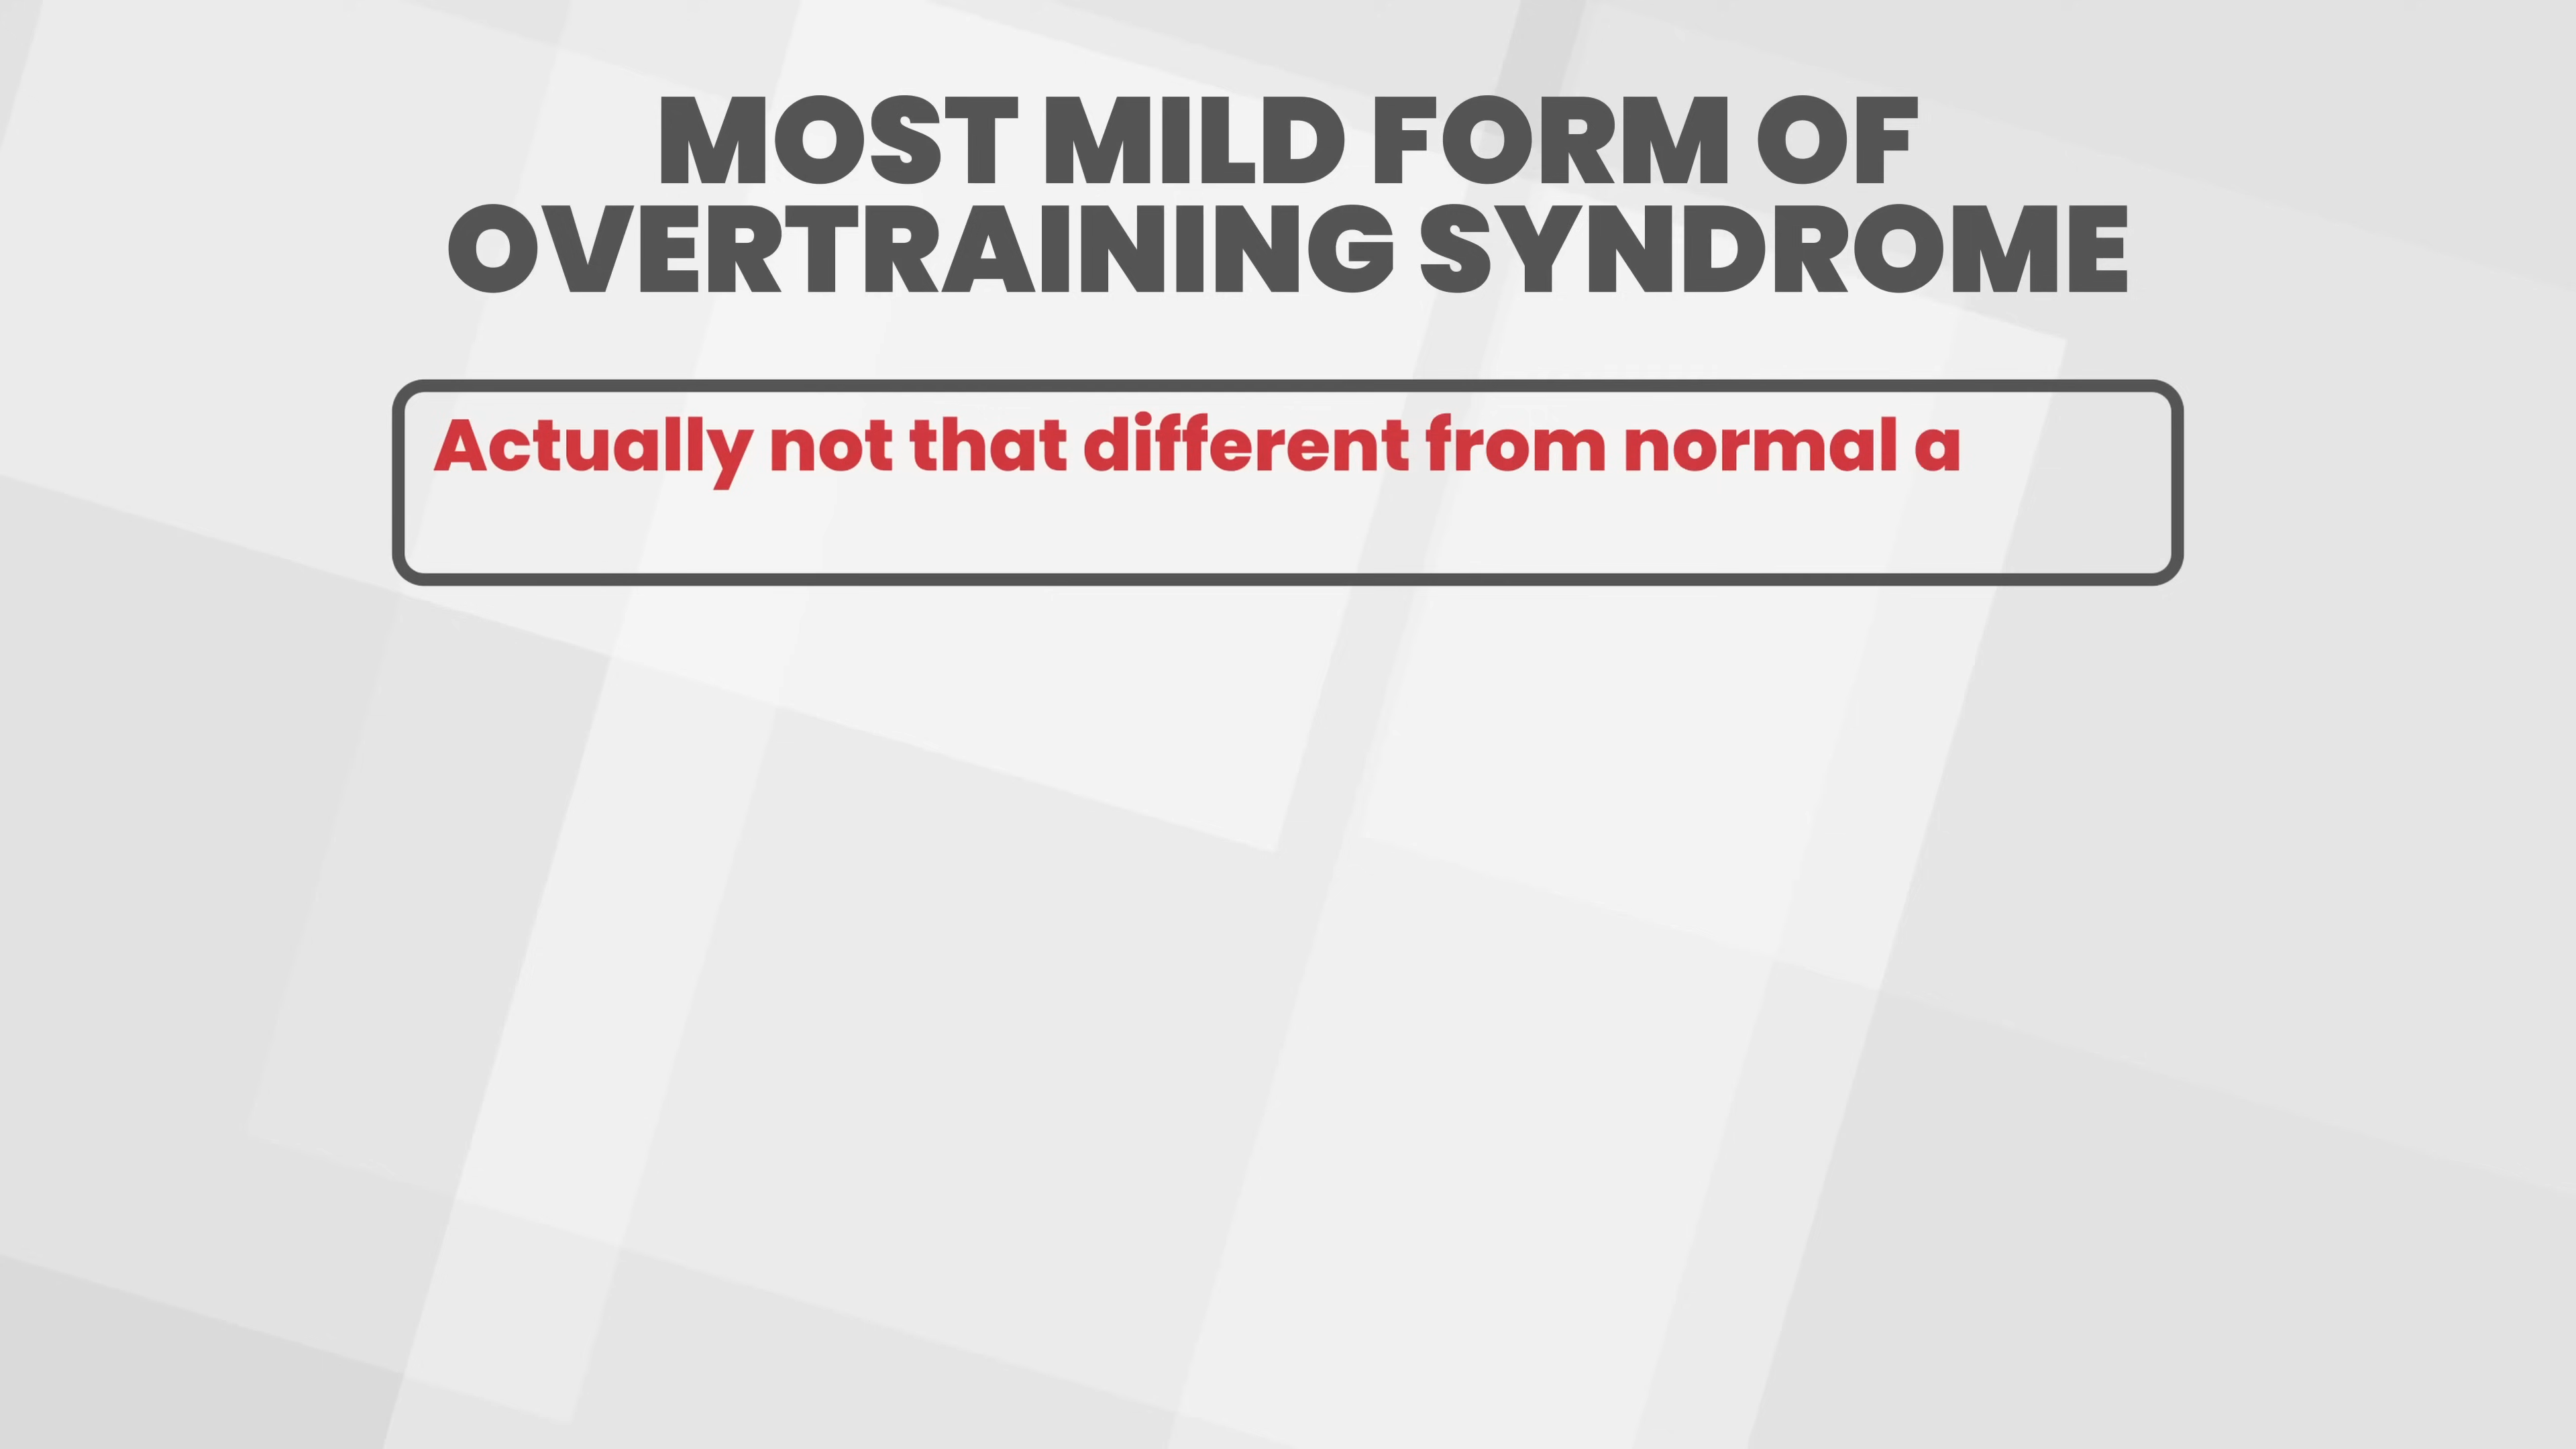 MOST MILD FORM OF
OVERTRAINING SYNDROME
Actually not that different from normal a